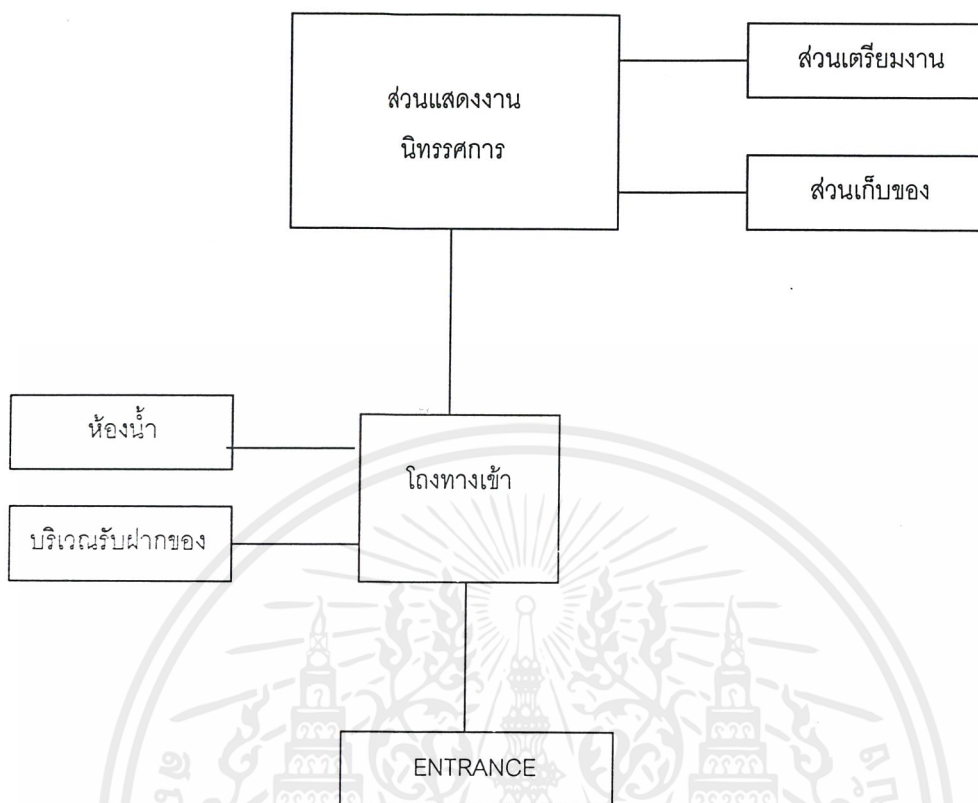 ส่วนแสดงงาน
นิทรรศการ
ส่วนเตรียมงาน
ส่วนเก็บของ
ห้องน้ำ
บริเวณรับฝากของ
โถงทางเข้า
ENTRANCE